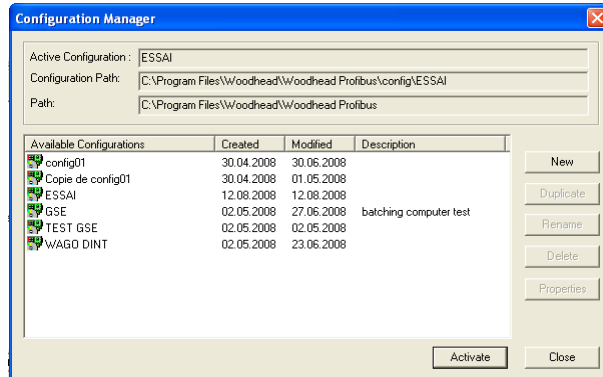 Configuration Manager
Active Configuration : ESSAI
Configuration Path: C:\Program Files\Woodhead\Woodhead Profibus\config\ESSAI
Path: C:\Program Files\Woodhead\Woodhead Profibus
Available Configurations Created Modified Description
config01 30.04.2008 30.06.2008
Copie de config01 30.04.2008 01.05.2008
ESSAI 12.08.2008 12.08.2008
GSE 02.05.2008 27.06.2008 batching computer test
TEST GSE 02.05.2008 02.05.2008
WAGO DINT 02.05.2008 23.06.2008
New
Duplicate
Rename
Delete
Properties
Activate Close